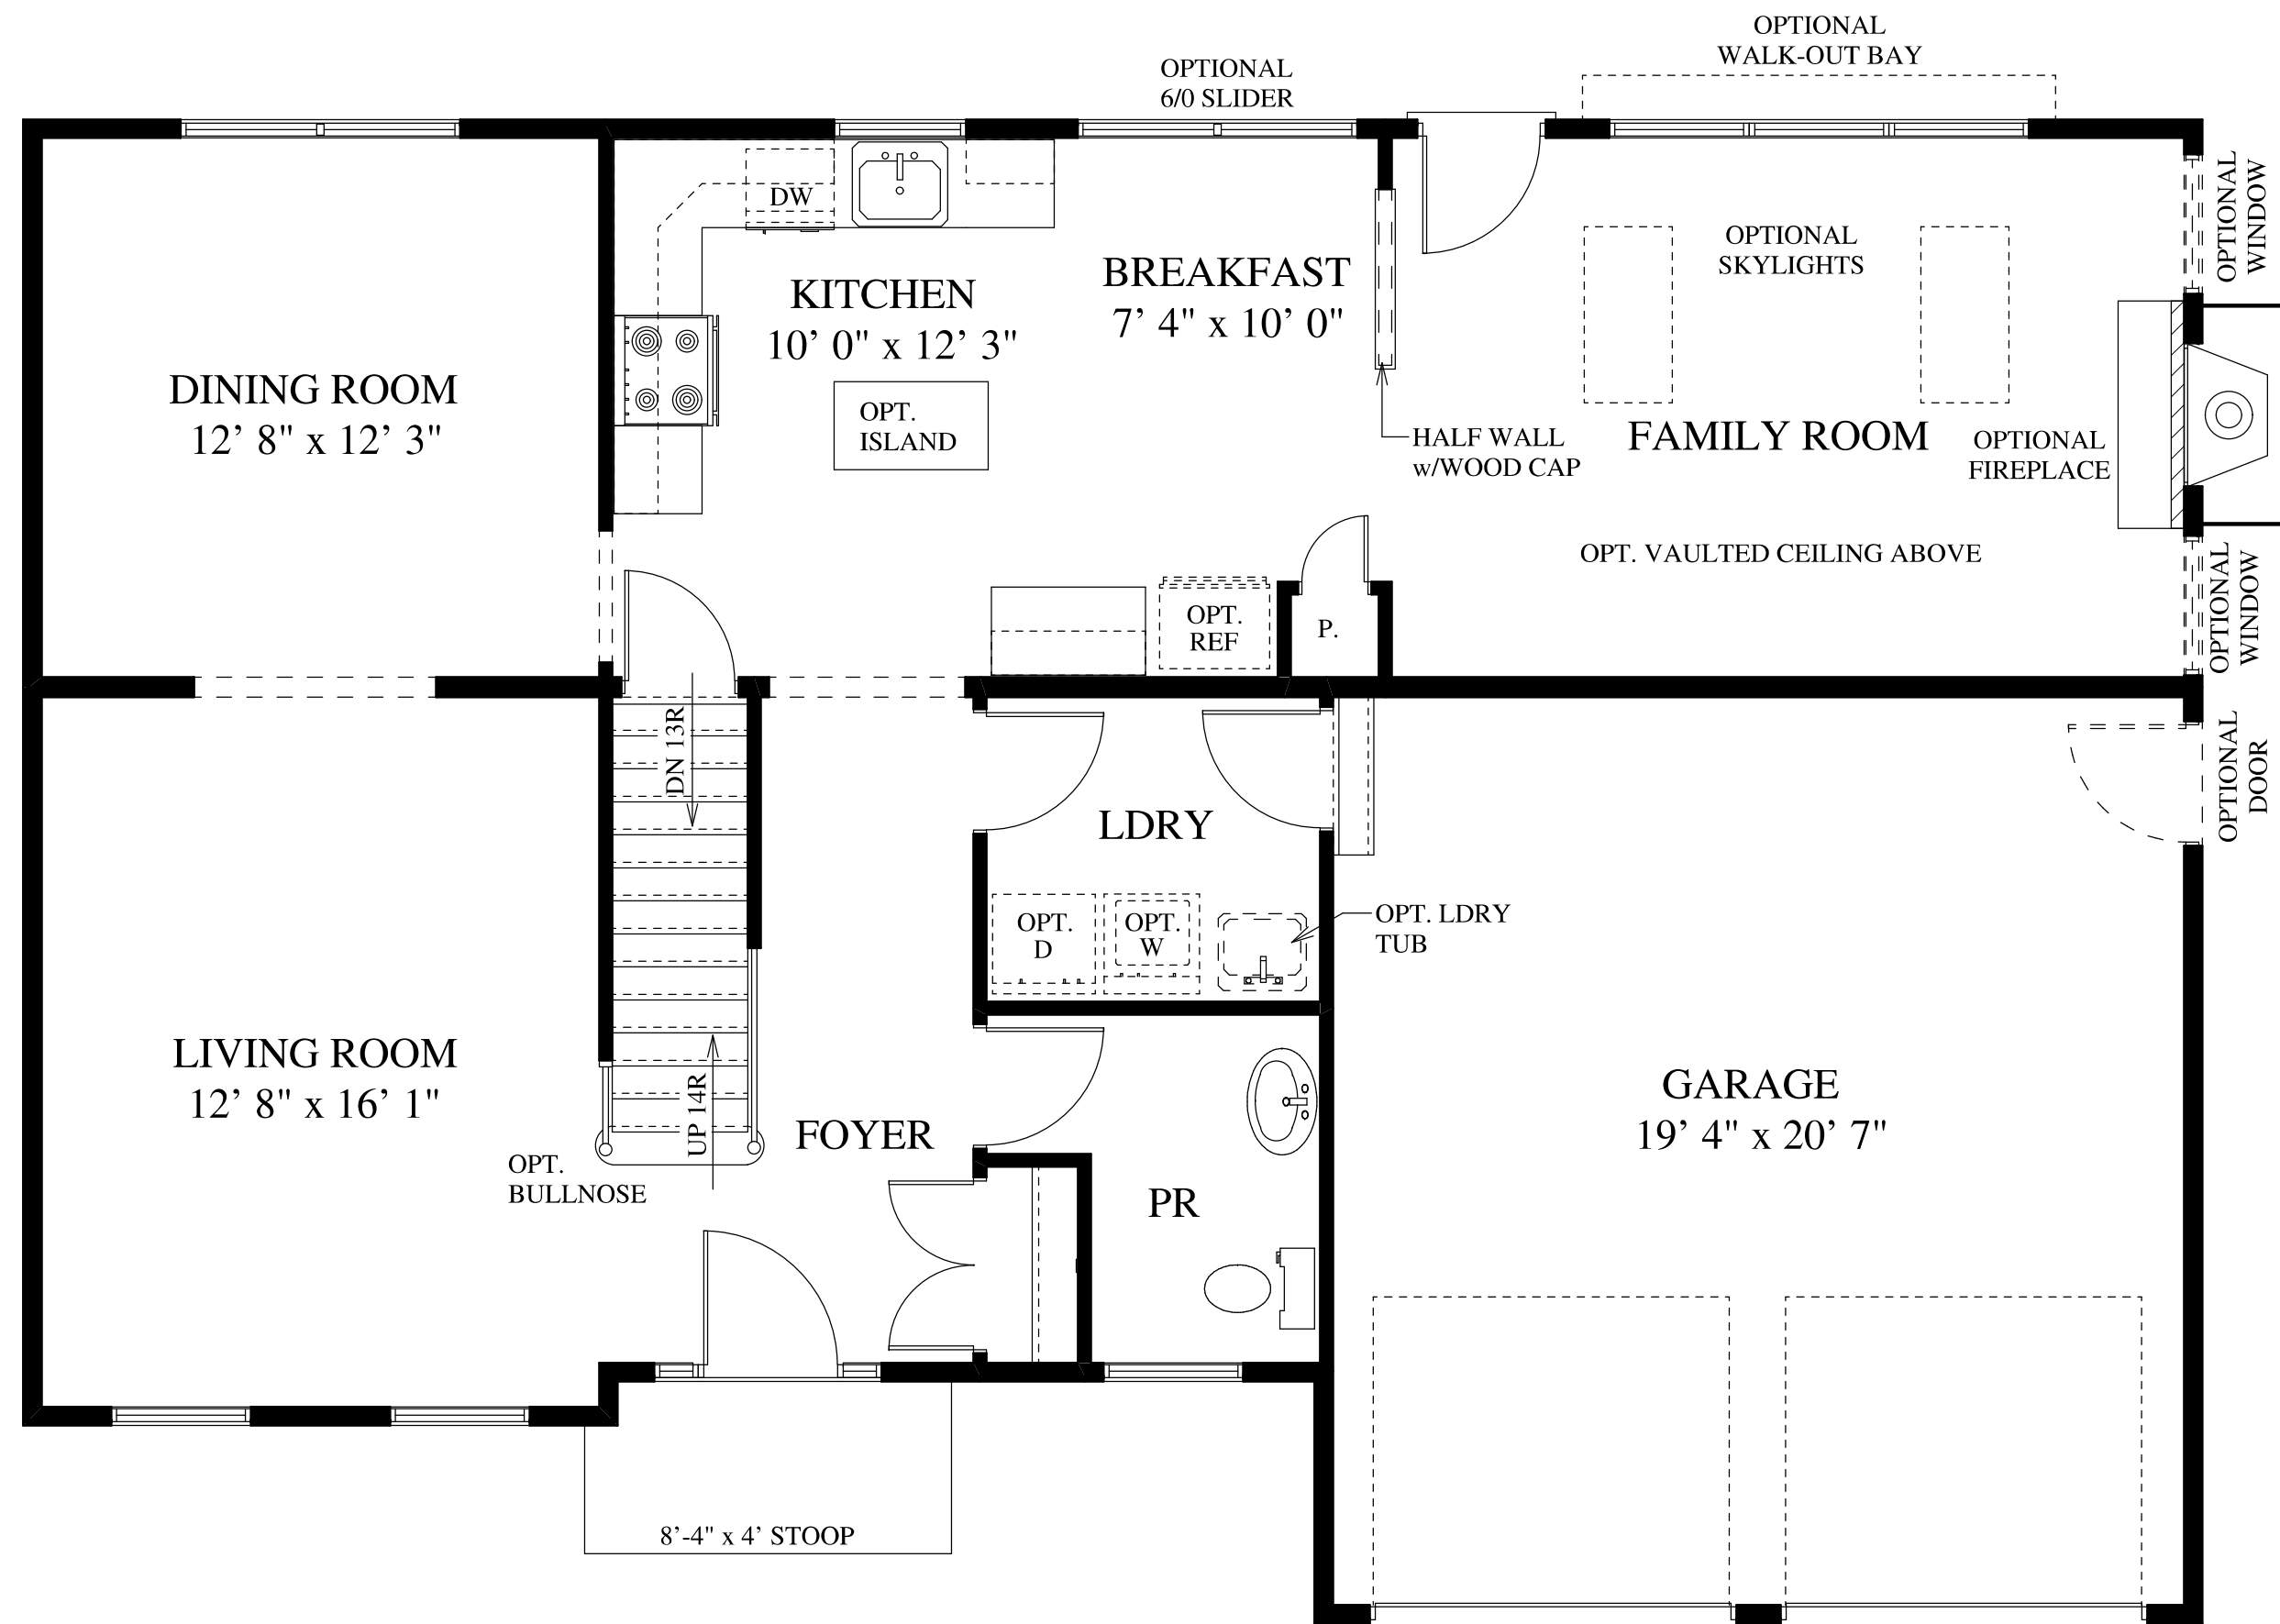 OPTIONAL
WALK-OUT BAY
OPTIONAL
6/0 SLIDER
DW
KITCHEN
10’ 0" x 12’ 3"
BREAKFAST
7’ 4" x 10’ 0"
OPTIONAL
SKYLIGHTS
OPTIONAL
WINDOW
DINING ROOM
12’ 8" x 12’ 3"
OPT.
ISLAND
HALF WALL
w/WOOD CAP
FAMILY ROOM
OPTIONAL
FIREPLACE
OPT. VAULTED CEILING ABOVE
OPTIONAL
WINDOW
OPT.
REF
P.
DN 13R
LDRY
OPTIONAL
DOOR
OPT.
D
OPT.
W
OPT. LDRY
TUB
LIVING ROOM
12’ 8" x 16’ 1"
UP 14R
FOYER
OPT.
BULLNOSE
PR
GARAGE
19’ 4" x 20’ 7"
8’-4" x 4’ STOOP